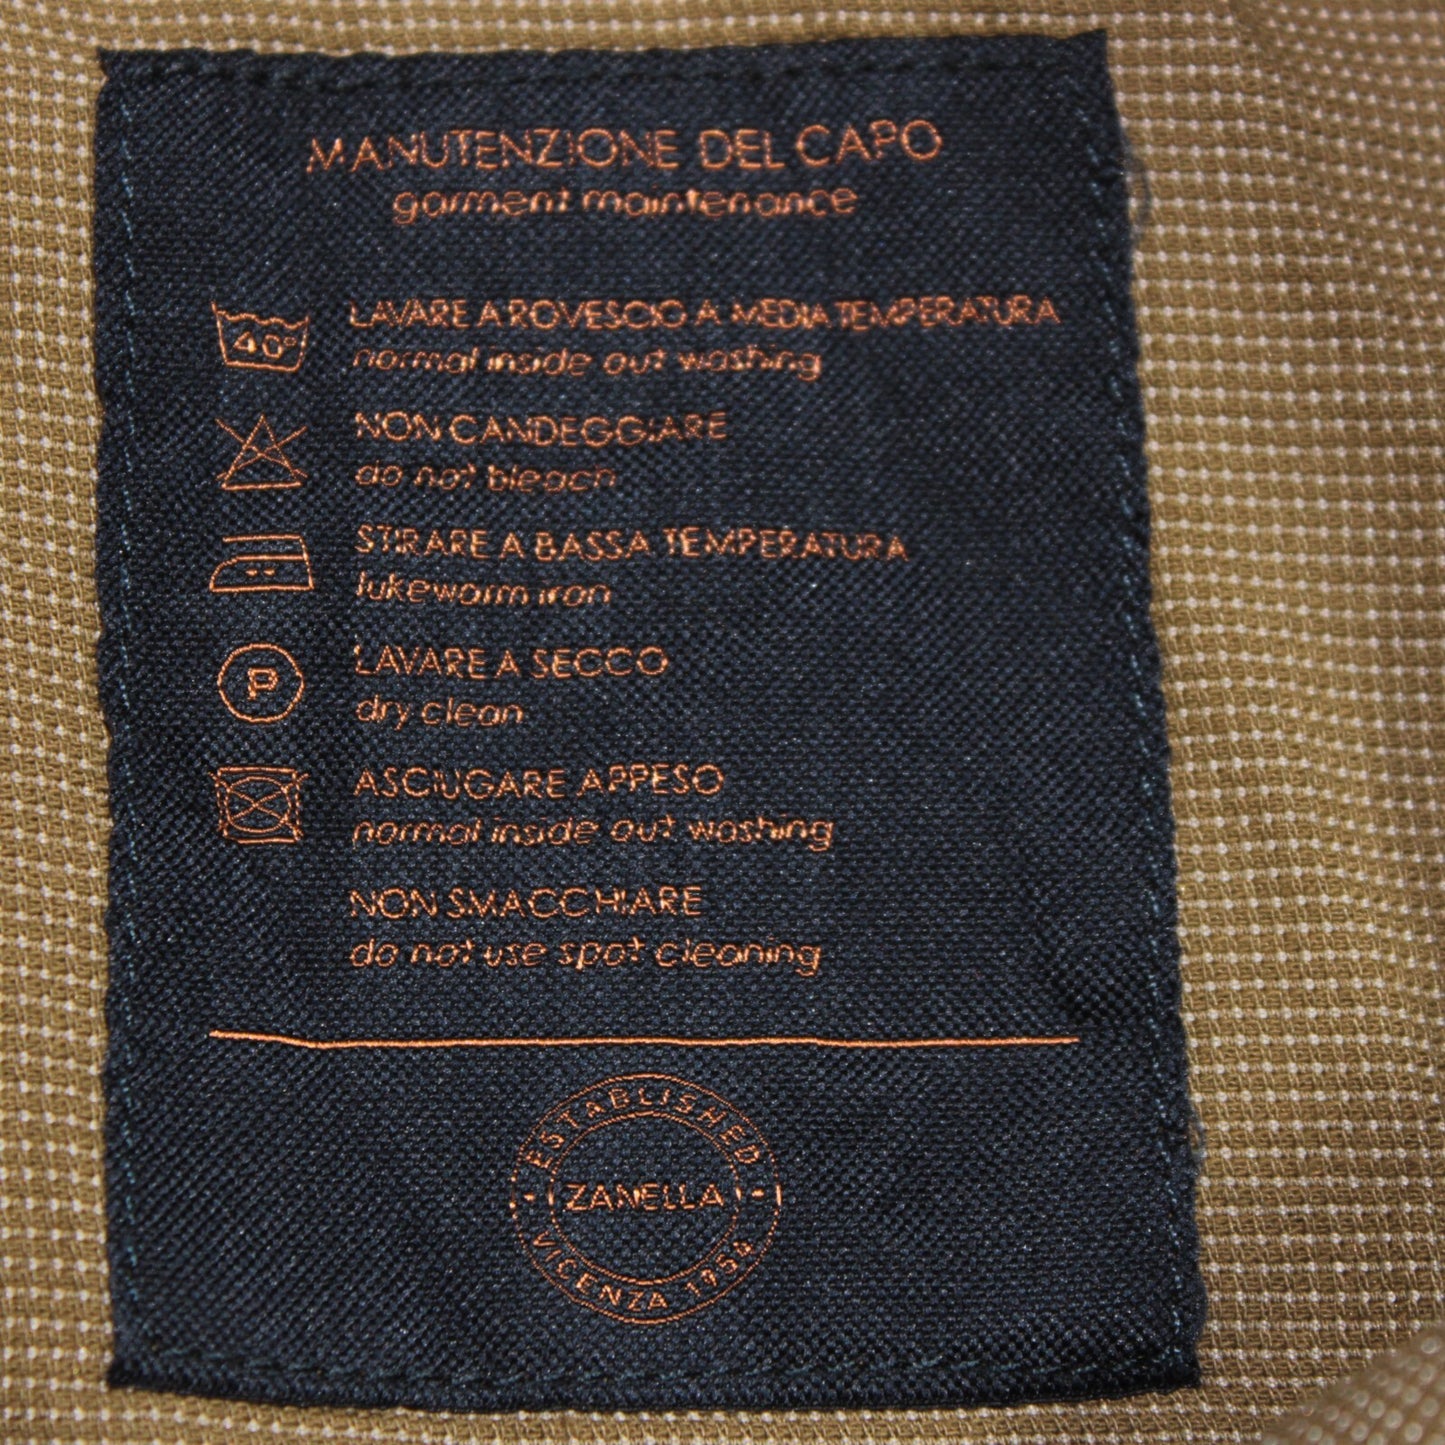 MANUTENZIONE DEL CAPO
garment maintenance
40°
LAVARE A ROVESCIO A MEDIA TEMPERATURA
normal inside out washing
NON CANDEGGIARE
do not bleach
STIRARE A BASSA TEMPERATURA
lukewarm iron
P
LAVARE A SECCO
dry clean
ASCIUGARE APPESO
normal inside out washing
NON SMACCHIARE
do not use spot cleaning
ESTABLISHED
ZANELLA
VICENZA 1954